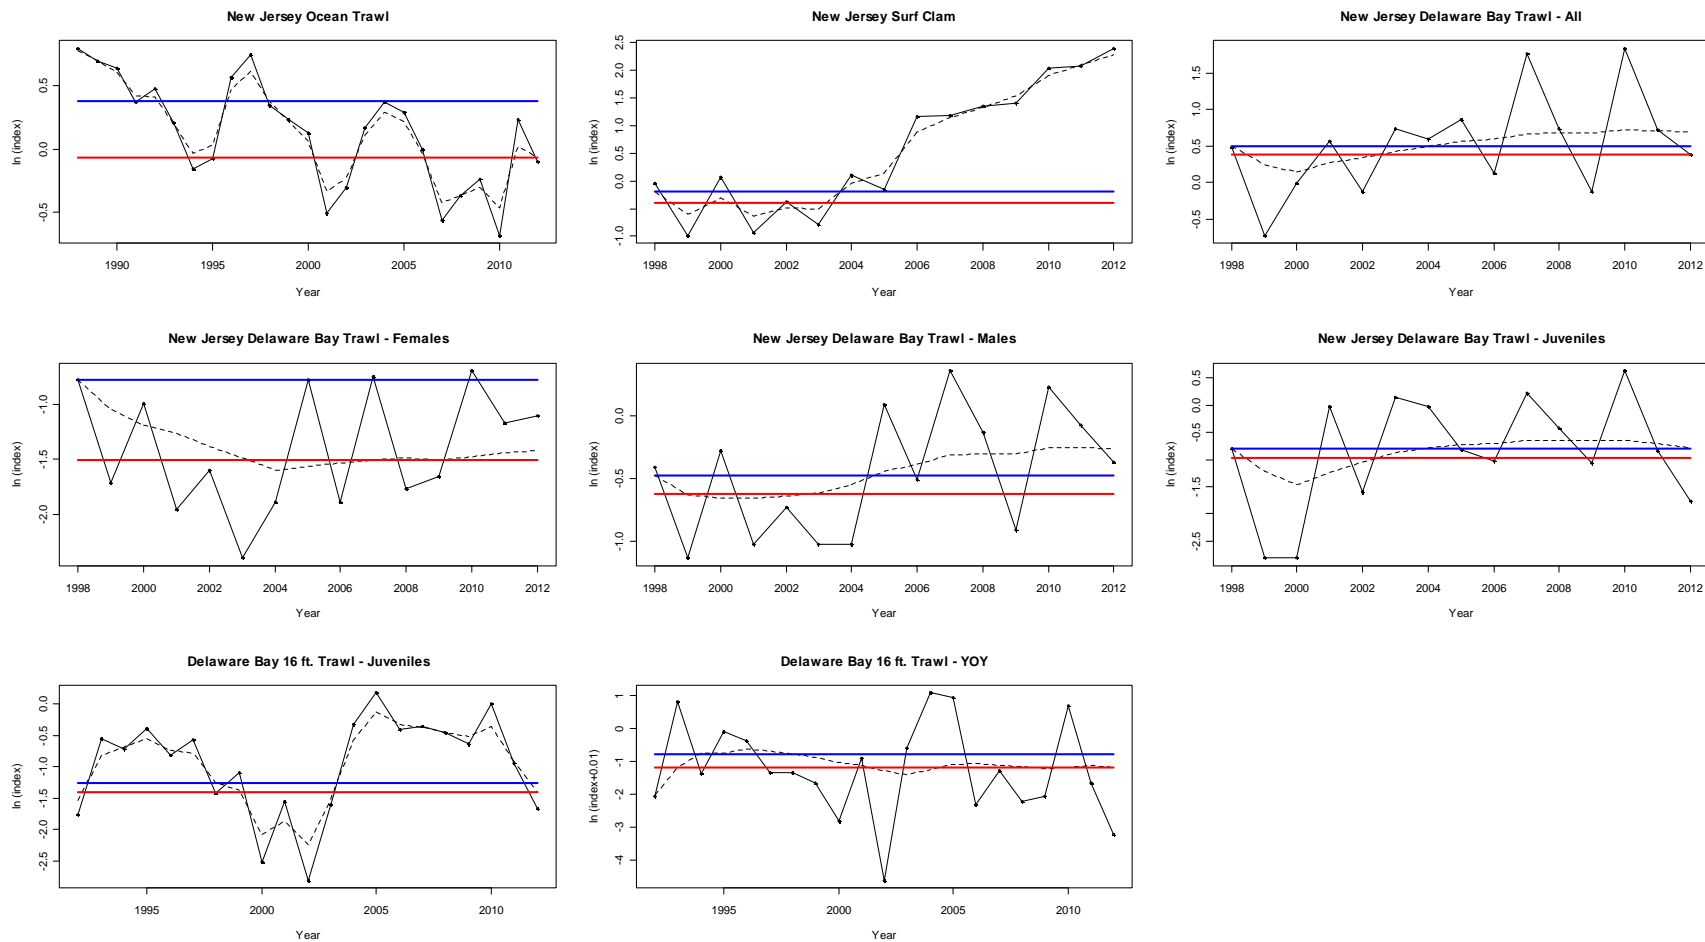 New Jersey Ocean Trawl
ln (index)
0.5
0.0
-0.5
1990 1995 2000 2005 2010
Year
New Jersey Surf Clam
ln (index)
2.5
2.0
1.5
1.0
0.5
0.0
-1.0
1998 2000 2002 2004 2006 2008 2010 2012
Year
New Jersey Delaware Bay Trawl - All
ln (index)
1.5
1.0
0.5
0.0
-0.5
1998 2000 2002 2004 2006 2008 2010 2012
Year
New Jersey Delaware Bay Trawl - Females
ln (index)
-1.0
-1.5
-2.0
1998 2000 2002 2004 2006 2008 2010 2012
Year
New Jersey Delaware Bay Trawl - Males
ln (index)
0.0
-0.5
-1.0
1998 2000 2002 2004 2006 2008 2010 2012
Year
New Jersey Delaware Bay Trawl - Juveniles
ln (index)
0.5
0.0
-0.5
-1.5
-2.5
1998 2000 2002 2004 2006 2008 2010 2012
Year
Delaware Bay 16 ft. Trawl - Juveniles
ln (index)
0.0
-0.5
-1.0
-1.5
-2.0
-2.5
1995 2000 2005 2010
Year
Delaware Bay 16 ft. Trawl - YOY
ln (index+0.01)
1
0
-1
-2
-3
-4
1995 2000 2005 2010
Year